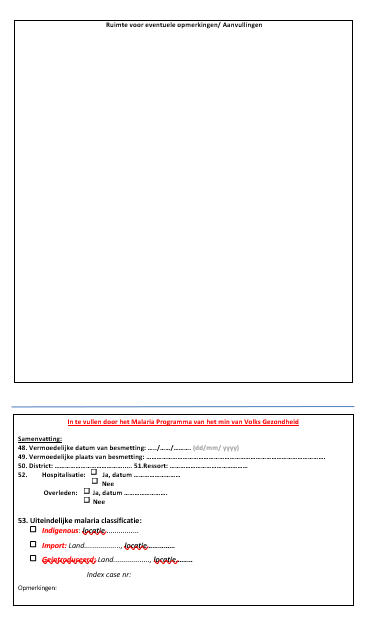 Ruimte voor eventuele opmerkingen/ Aanvullingen
In te vullen door het Malaria Programma van het min van Volks Gezondheid
Samenvatting:
48. Vermoedelijke datum van besmetting: ...../....../.......... (dd/mm/ yyyy)
49. Vermoedelijke plaats van besmetting: ..........................................................................
50. District: ................................ 51.Ressort: ................................
52. Hospitalisatie: ☐ Ja, datum ....................
☐ Nee
Overleden: ☐ Ja, datum ....................
☐ Nee
53. Uiteindelijke malaria classificatie:
☐ Indigenous: locatie..................
☐ Import: Land................., locatie...............
☐ Geintroduceerd: Land................., locatie............
Index case nr:
Opmerkingen: